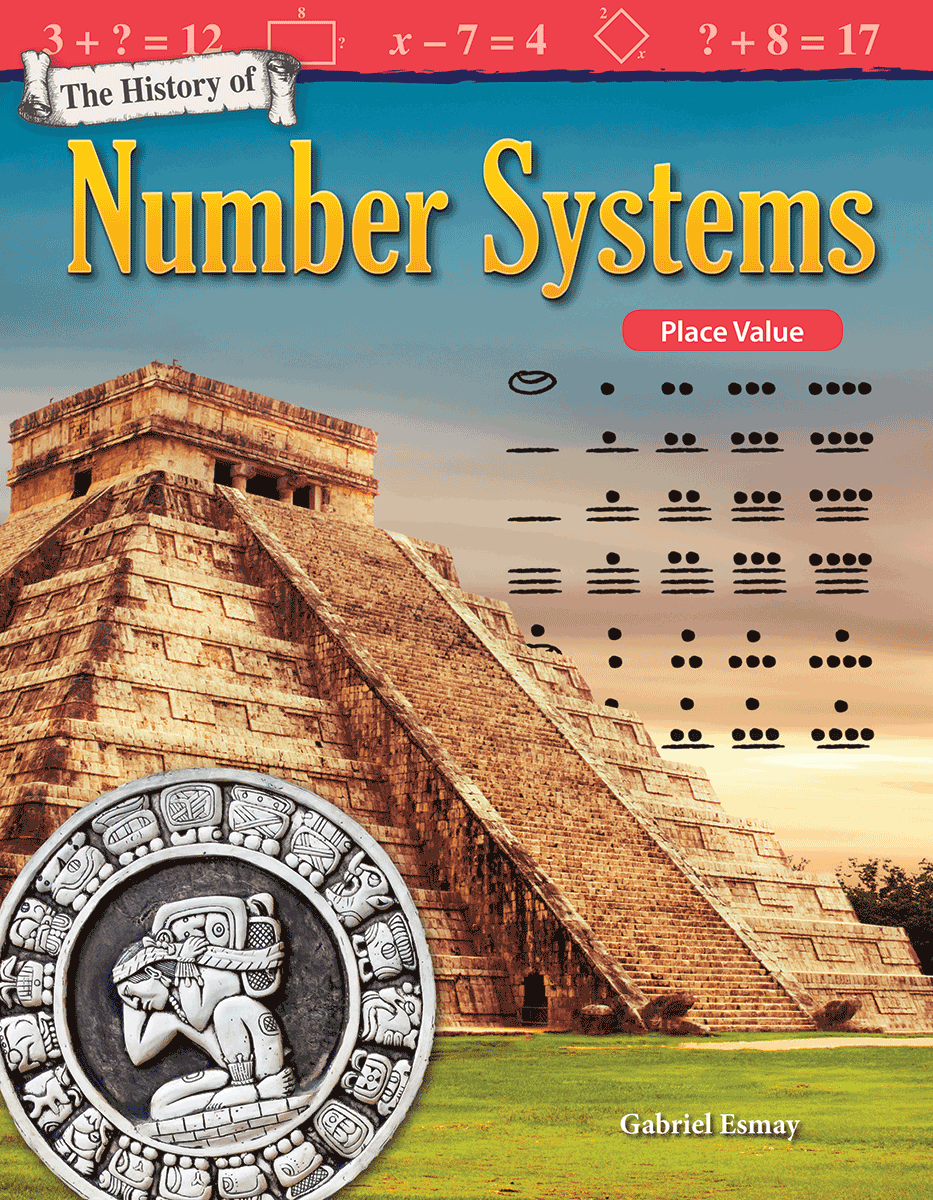 3 + ? = 12
8
?
x − 7 = 4
2
x
? + 8 = 17
The History of
Number Systems
Place Value
Gabriel Esmay